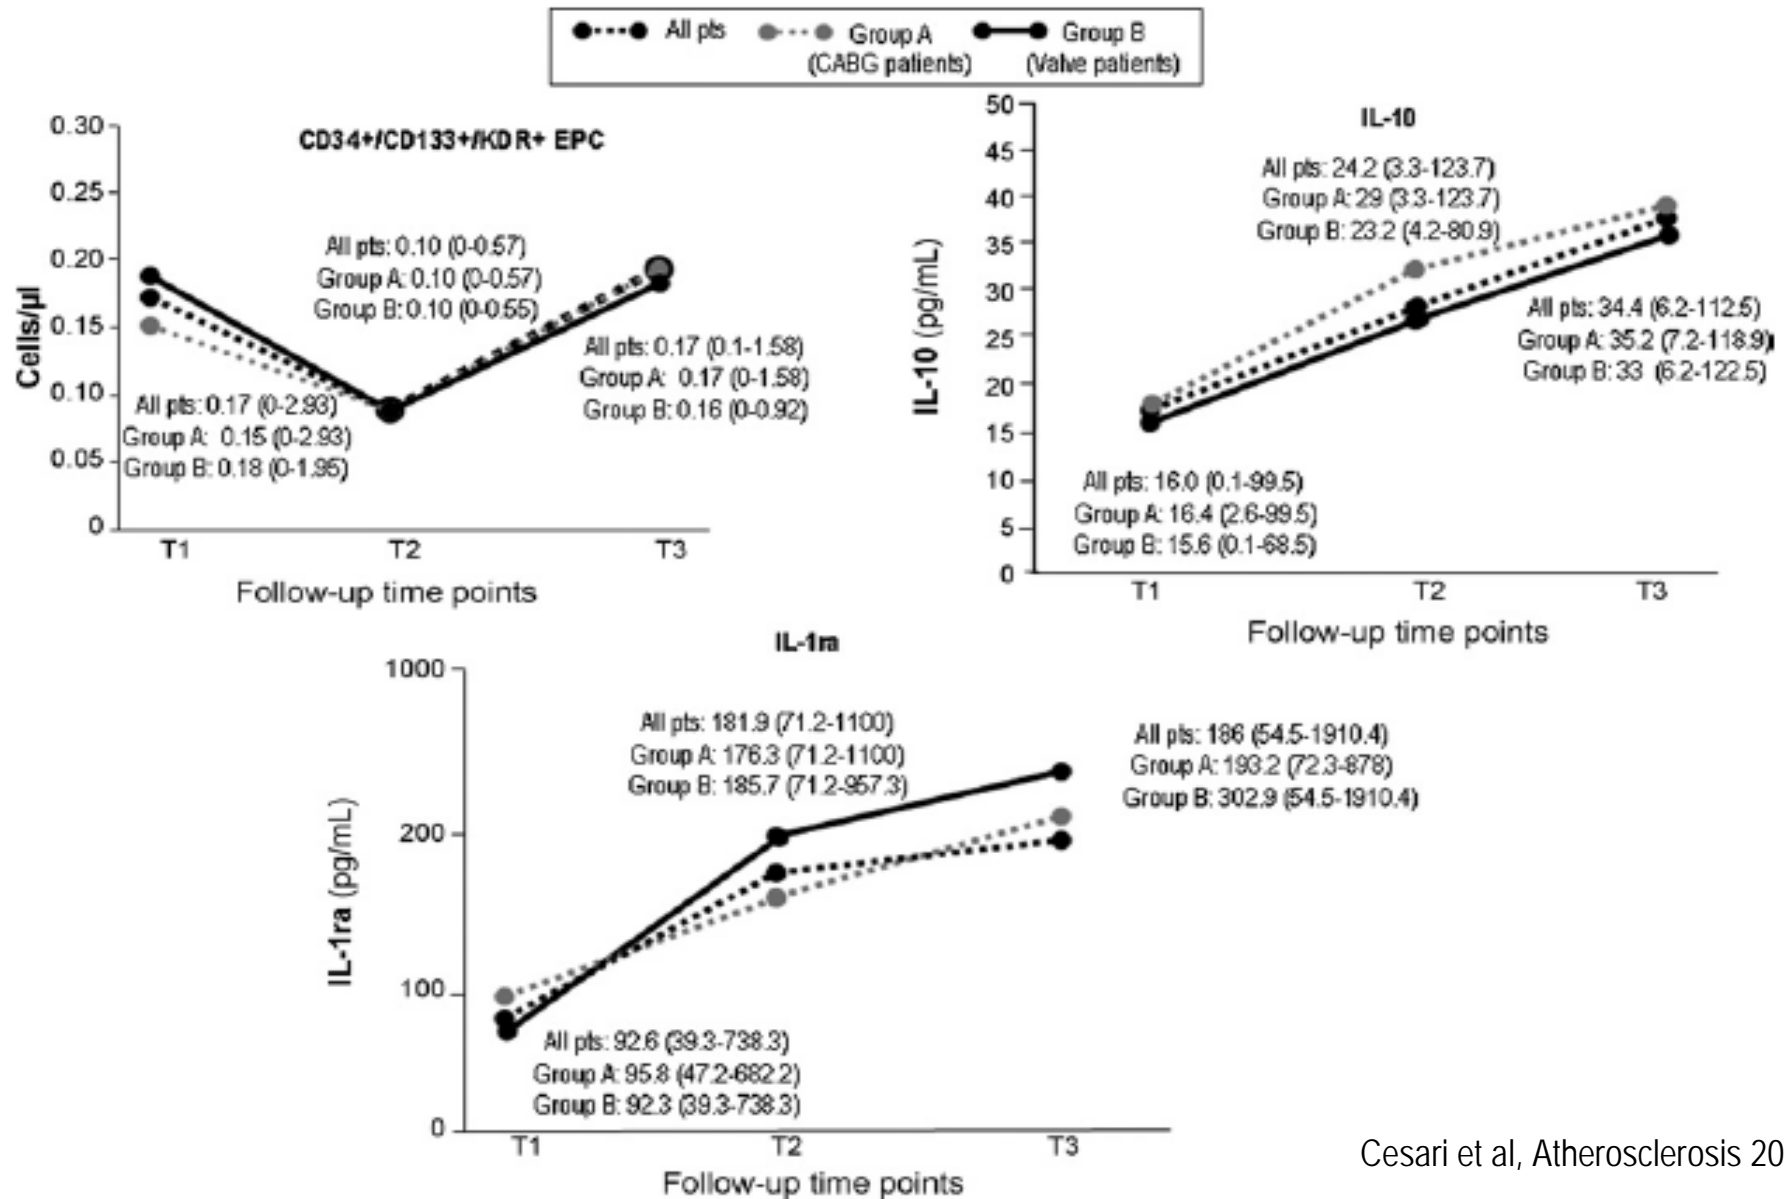 All pts Group A Group B
(CABG patients) (Valve patients)
CD34+/CD133+/KDR+ EPC
0.30
0.25
0.20
0.15
0.10
0.05
0
Cells/µl
All pts: 0.10 (0-0.57)
Group A: 0.10 (0-0.57)
Group B: 0.10 (0-0.55)
All pts: 0.17 (0.1-1.58)
Group A: 0.17 (0-1.58)
Group B: 0.16 (0-0.92)
All pts: 0.17 (0-2.93)
Group A: 0.15 (0-2.93)
Group B: 0.18 (0-1.95)
T1 T2 T3
Follow-up time points
IL-10
50
45
40
35
30
25
20
15
10
5
0
IL-10 (pg/mL)
All pts: 24.2 (3.3-123.7)
Group A: 29 (3.3-123.7)
Group B: 23.2 (4.2-80.9)
All pts: 34.4 (6.2-112.5)
Group A: 35.2 (7.2-118.9)
Group B: 33 (6.2-122.5)
All pts: 16.0 (0.1-99.5)
Group A: 16.4 (2.6-99.5)
Group B: 15.6 (0.1-68.5)
T1 T2 T3
Follow-up time points
IL-1ra
1000
200
100
0
IL-1ra (pg/mL)
All pts: 181.9 (71.2-1100)
Group A: 176.3 (71.2-1100)
Group B: 185.7 (71.2-957.3)
All pts: 186 (54.5-1910.4)
Group A: 193.2 (72.3-878)
Group B: 302.9 (54.5-1910.4)
All pts: 92.6 (39.3-738.3)
Group A: 95.8 (47.2-682.2)
Group B: 92.3 (39.3-738.3)
T1 T2 T3
Follow-up time points
Cesari et al, Atherosclerosis 20